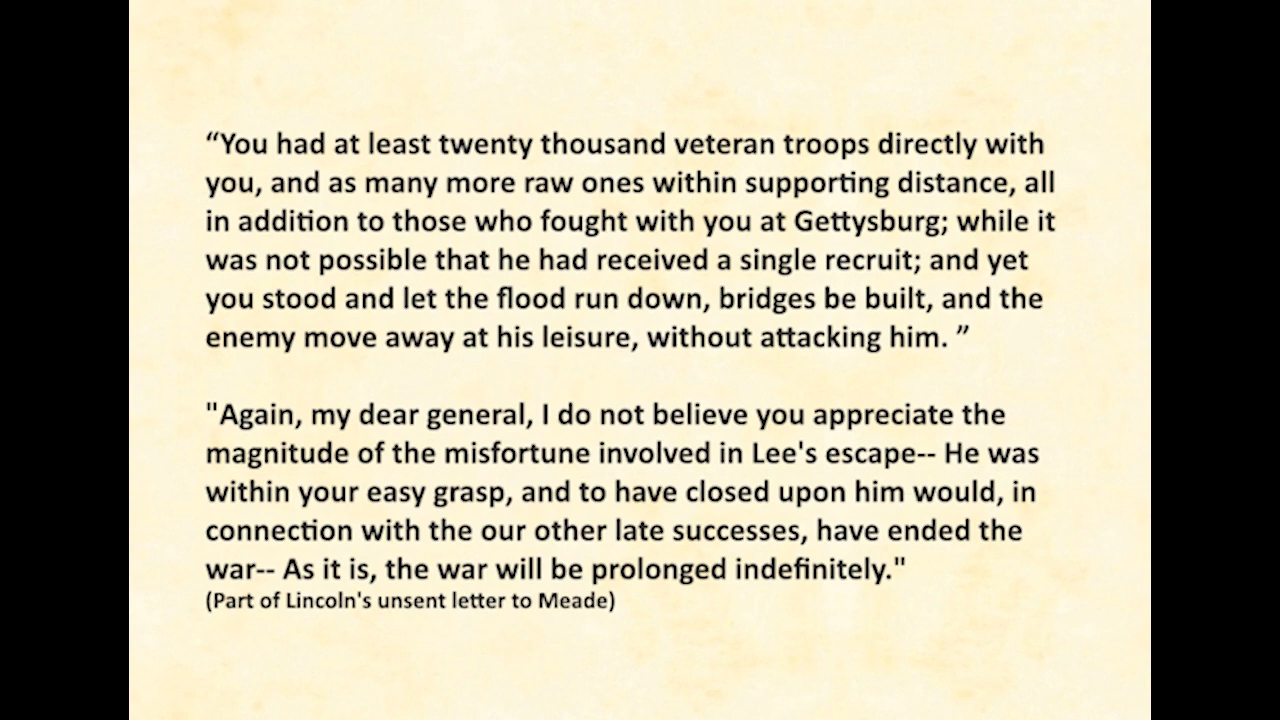 “You had at least twenty thousand veteran troops directly with
you, and as many more raw ones within supporting distance, all
in addition to those who fought with you at Gettysburg; while it
was not possible that he had received a single recruit; and yet
you stood and let the flood run down, bridges be built, and the
enemy move away at his leisure, without attacking him. ”
"Again, my dear general, I do not believe you appreciate the
magnitude of the misfortune involved in Lee's escape-- He was
within your easy grasp, and to have closed upon him would, in
connection with the our other late successes, have ended the
war-- As it is, the war will be prolonged indefinitely."
(Part of Lincoln's unsent letter to Meade)